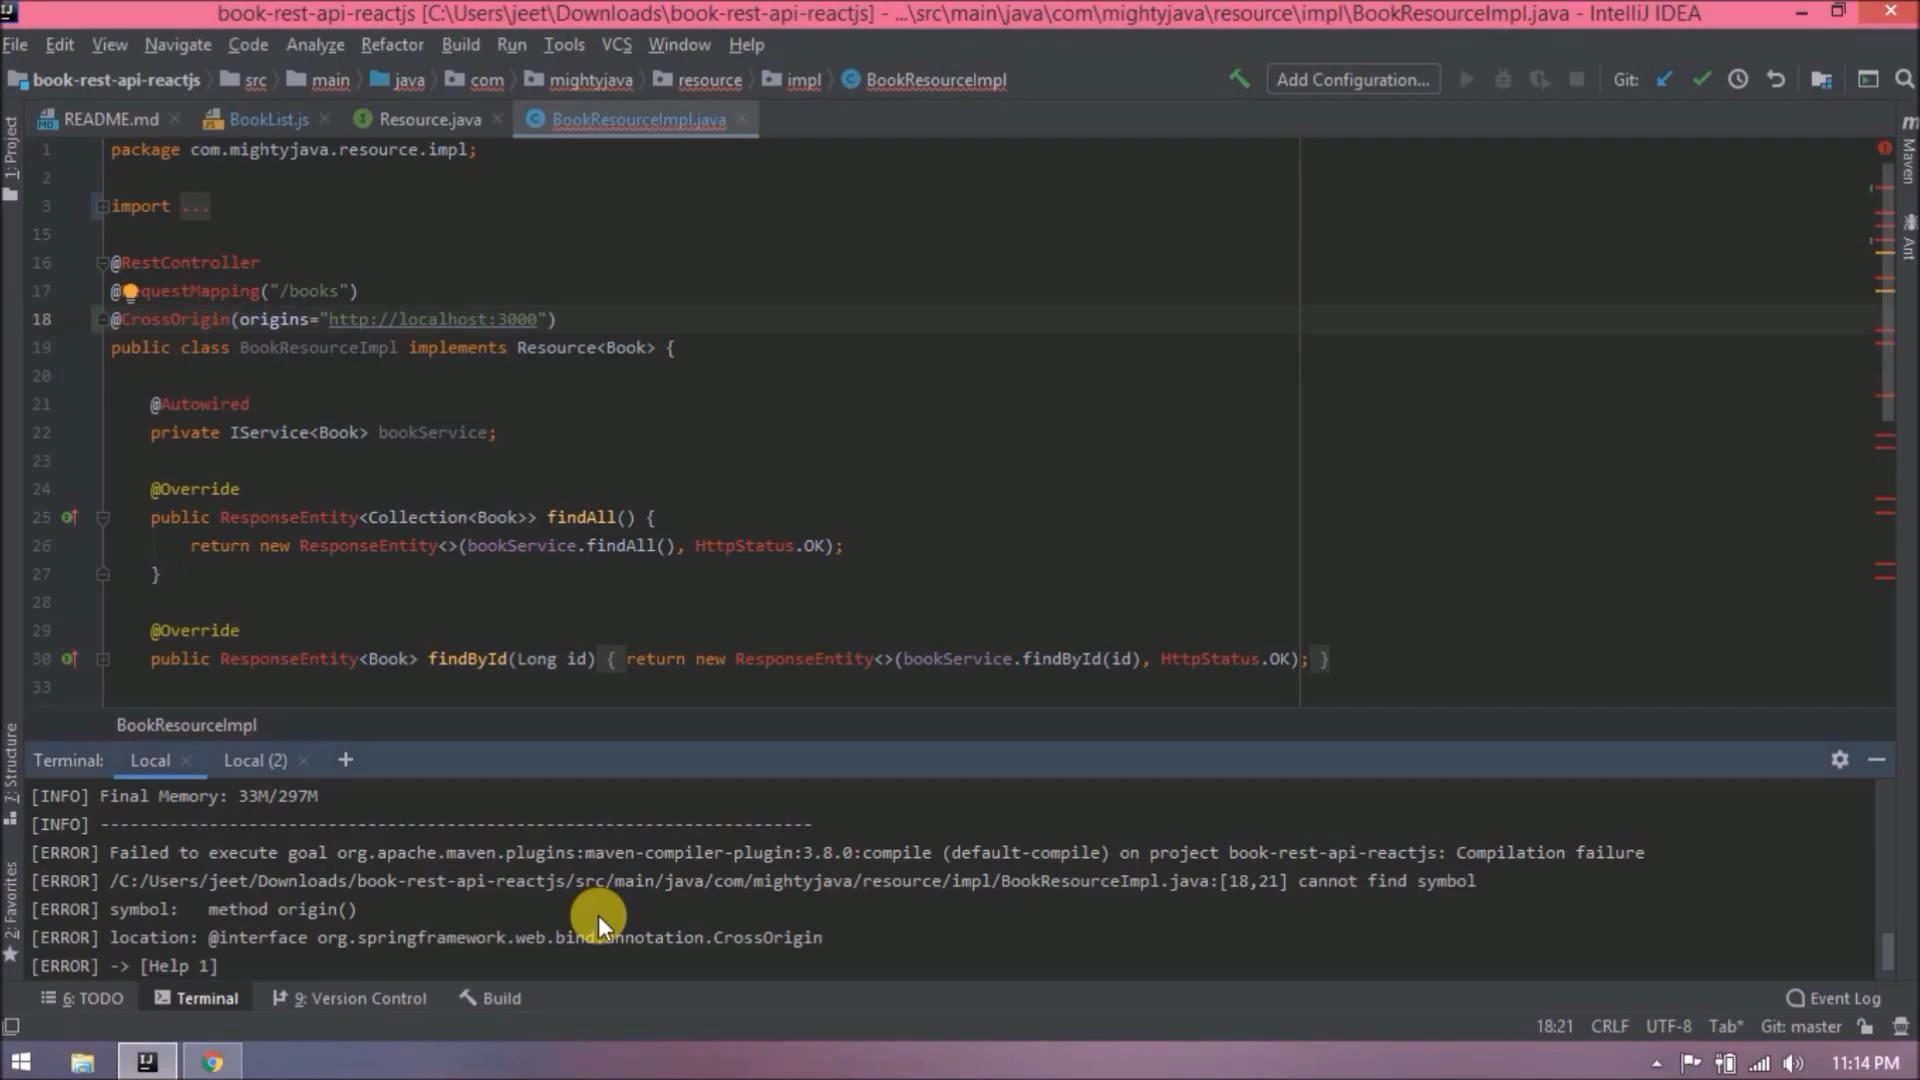 book-rest-api-reactjs [C:\Users\jeet\Downloads\book-rest-api-reactjs] - ...\src\main\java\com\mightyjava\resource\impl\BookResourceImpl.java - IntelliJ IDEA
File Edit View Navigate Code Analyze Refactor Build Run Tools VCS Window Help
book-rest-api-reactjs src main java com mightyjava resource impl BookResourceImpl Add Configuration... Git:
README.md BookList.js Resource.java BookResourceImpl.java
1: Project
Maven
Ant
1 package com.mightyjava.resource.impl;
2
3 import ...
15
16 @RestController
17 @equestMapping("/books")
18 @CrossOrigin(origins="http://localhost:3000")
19 public class BookResourceImpl implements Resource<Book> {
20
21 @Autowired
22 private IService<Book> bookService;
23
24 @Override
25 public ResponseEntity<Collection<Book>> findAll() {
26 return new ResponseEntity<>(bookService.findAll(), HttpStatus.OK);
27 }
28
29 @Override
30 public ResponseEntity<Book> findById(Long id) { return new ResponseEntity<>(bookService.findById(id), HttpStatus.OK); }
33
BookResourceImpl
7: Structure
2: Favorites
Terminal: Local Local (2) +
[INFO] Final Memory: 33M/297M
[INFO] ------------------------------------------------------------------------
[ERROR] Failed to execute goal org.apache.maven.plugins:maven-compiler-plugin:3.8.0:compile (default-compile) on project book-rest-api-reactjs: Compilation failure
[ERROR] /C:/Users/jeet/Downloads/book-rest-api-reactjs/src/main/java/com/mightyjava/resource/impl/BookResourceImpl.java:[18,21] cannot find symbol
[ERROR] symbol: method origin()
[ERROR] location: @interface org.springframework.web.bind.annotation.CrossOrigin
[ERROR] -> [Help 1]
6: TODO Terminal 9: Version Control Build Event Log
18:21 CRLF UTF-8 Tab* Git: master
11:14 PM